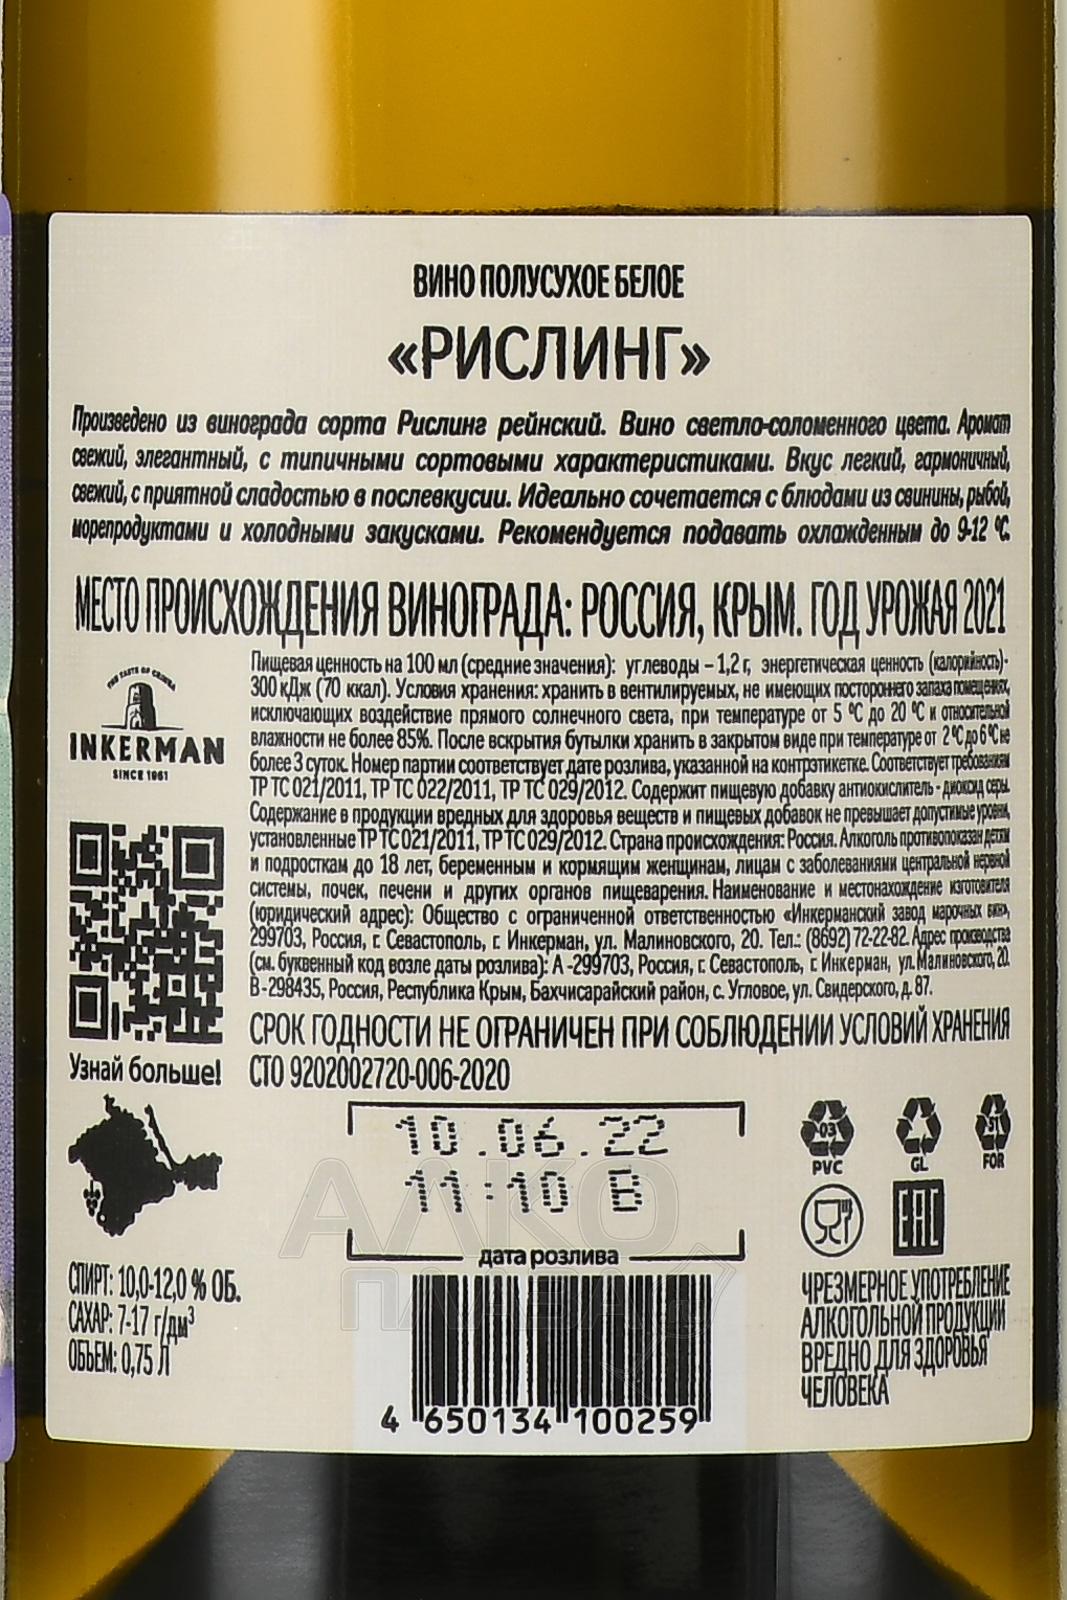 ВИНО ПОЛУСУХОЕ БЕЛОЕ
«РИСЛИНГ»
Произведено из винограда сорта Рислинг рейнский. Вино светло-соломенного цвета. Аромат
свежий, элегантный, с типичными сортовыми характеристиками. Вкус легкий, гармоничный,
свежий, с приятной сладостью в послевкусии. Идеально сочетается с блюдами из свинины, рыбой,
морепродуктами и холодными закусками. Рекомендуется подавать охлажденным до 9-12 °С.
МЕСТО ПРОИСХОЖДЕНИЯ ВИНОГРАДА: РОССИЯ, КРЫМ. ГОД УРОЖАЯ 2021
THE TASTE OF CRIMEA
INKERMAN
SINCE 1961
Узнай больше!
Пищевая ценность на 100 мл (средние значения): углеводы – 1,2 г, энергетическая ценность (калорийность)-
300 кДж (70 ккал). Условия хранения: хранить в вентилируемых, не имеющих постороннего запаха помещениях,
исключающих воздействие прямого солнечного света, при температуре от 5 °С до 20 °С и относительной
влажности не более 85%. После вскрытия бутылки хранить в закрытом виде при температуре от 2 °С до 6 °С не
более 3 суток. Номер партии соответствует дате розлива, указанной на контрэтикетке. Соответствует требованиям
ТР ТС 021/2011, ТР ТС 022/2011, ТР ТС 029/2012. Содержит пищевую добавку антиокислитель - диоксид серы.
Содержание в продукции вредных для здоровья веществ и пищевых добавок не превышает допустимые уровни,
установленные ТР ТС 021/2011, ТР ТС 029/2012. Страна происхождения: Россия. Алкоголь противопоказан детям
и подросткам до 18 лет, беременным и кормящим женщинам, лицам с заболеваниями центральной нервной
системы, почек, печени и других органов пищеварения. Наименование и местонахождение изготовителя
(юридический адрес): Общество с ограниченной ответственностью «Инкерманский завод марочных вин»,
299703, Россия, г. Севастополь, г. Инкерман, ул. Малиновского, 20. Тел.: (8692) 72-22-82. Адрес производства
(см. буквенный код возле даты розлива): А -299703, Россия, г. Севастополь, г. Инкерман, ул. Малиновского, 20.
В -298435, Россия, Республика Крым, Бахчисарайский район, с. Угловое, ул. Свидерского, д. 87.
СРОК ГОДНОСТИ НЕ ОГРАНИЧЕН ПРИ СОБЛЮДЕНИИ УСЛОВИЙ ХРАНЕНИЯ
СТО 9202002720-006-2020
10.06.22
11:10 В
дата розлива
03
PVC
GL
51
FOR
EAC
СПИРТ: 10,0-12,0 % ОБ.
САХАР: 7-17 г/дм³
ОБЪЕМ: 0,75 Л
4 650134 100259
ЧРЕЗМЕРНОЕ УПОТРЕБЛЕНИЕ
АЛКОГОЛЬНОЙ ПРОДУКЦИИ
ВРЕДНО ДЛЯ ЗДОРОВЬЯ
ЧЕЛОВЕКА
АЛКО
ПЛАЗА